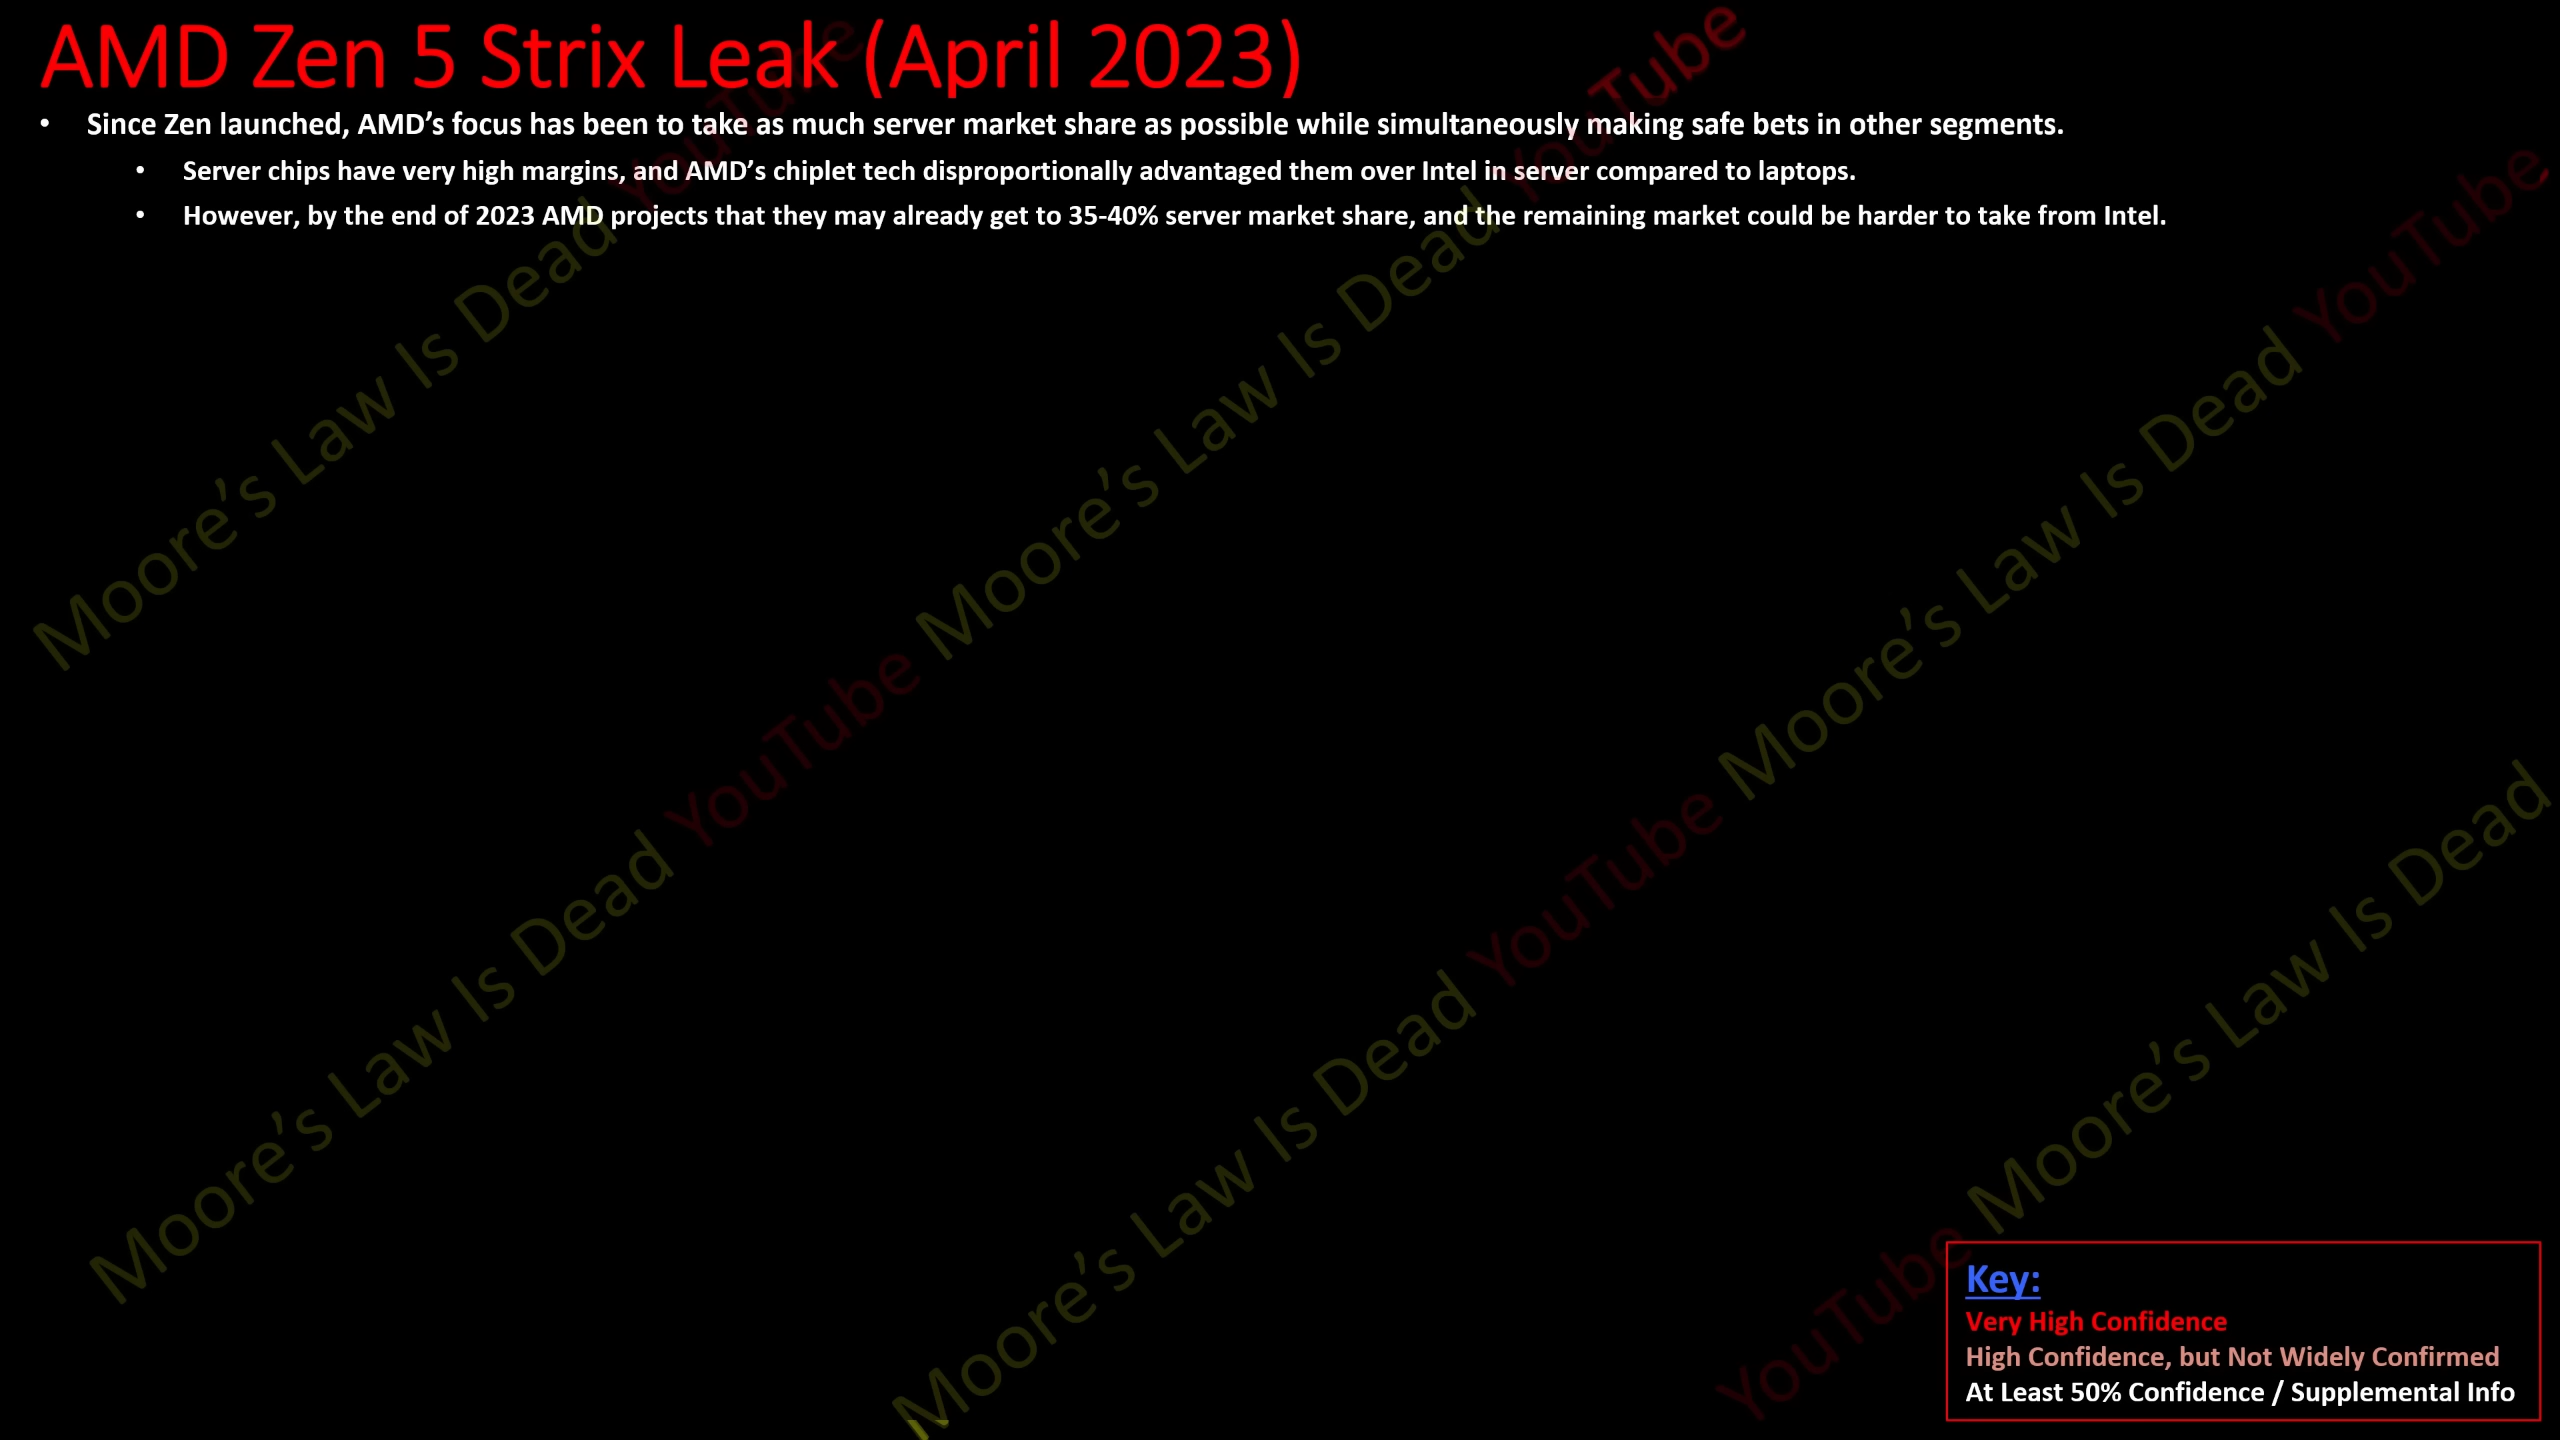 AMD Zen 5 Strix Leak (April 2023)
• Since Zen launched, AMD’s focus has been to take as much server market share as possible while simultaneously making safe bets in other segments.
• Server chips have very high margins, and AMD’s chiplet tech disproportionally advantaged them over Intel in server compared to laptops.
• However, by the end of 2023 AMD projects that they may already get to 35-40% server market share, and the remaining market could be harder to take from Intel.
Moore’s Law Is Dead YouTube
Moore’s Law Is Dead YouTube Moore’s Law Is Dead YouTube
Moore’s Law Is Dead YouTube Moore’s Law Is Dead YouTube
YouTube Moore’s Law Is Dead
Key:
Very High Confidence
High Confidence, but Not Widely Confirmed
At Least 50% Confidence / Supplemental Info